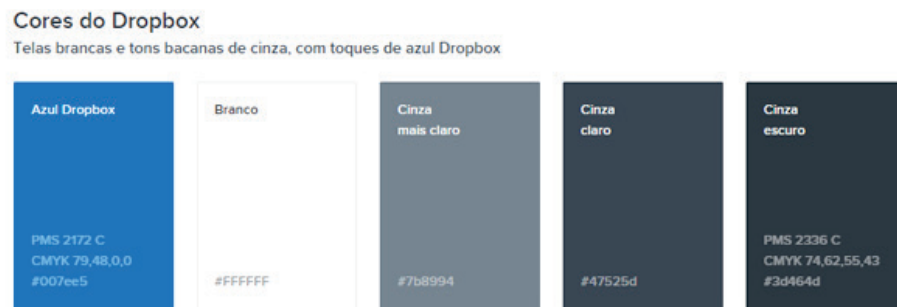 Cores do Dropbox
Telas brancas e tons bacanas de cinza, com toques de azul Dropbox
Azul Dropbox
PMS 2172 C
CMYK 79,48,0,0
#007ee5
Branco
#FFFFFF
Cinza
mais claro
#7b8994
Cinza
claro
#47525d
Cinza
escuro
PMS 2336 C
CMYK 74,62,55,43
#3d464d